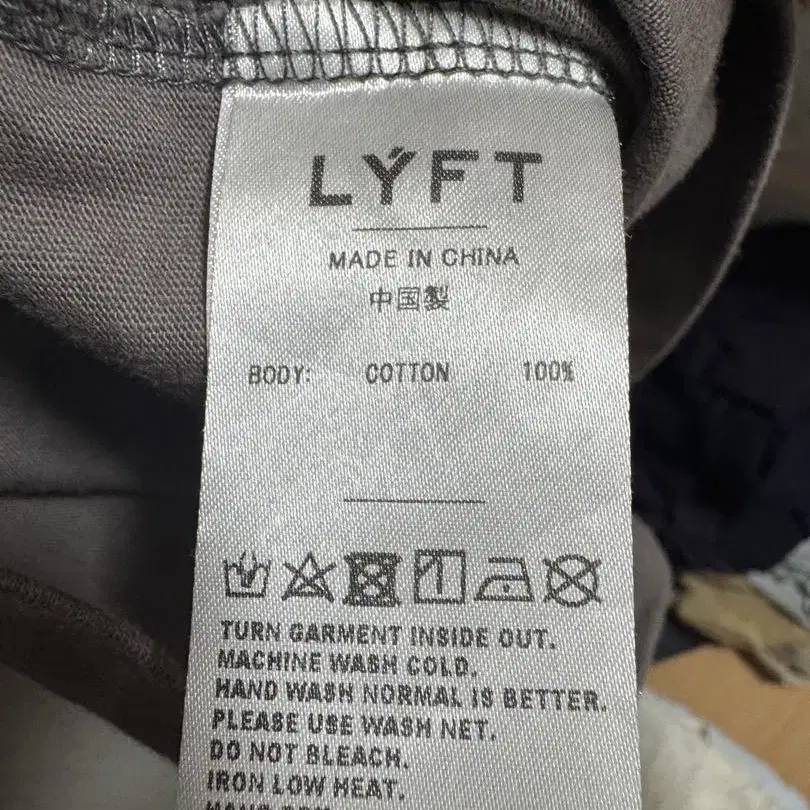 LÝFT
MADE IN CHINA
中国製
BODY: COTTON 100%
TURN GARMENT INSIDE OUT.
MACHINE WASH COLD.
HAND WASH NORMAL IS BETTER.
PLEASE USE WASH NET.
DO NOT BLEACH.
IRON LOW HEAT.